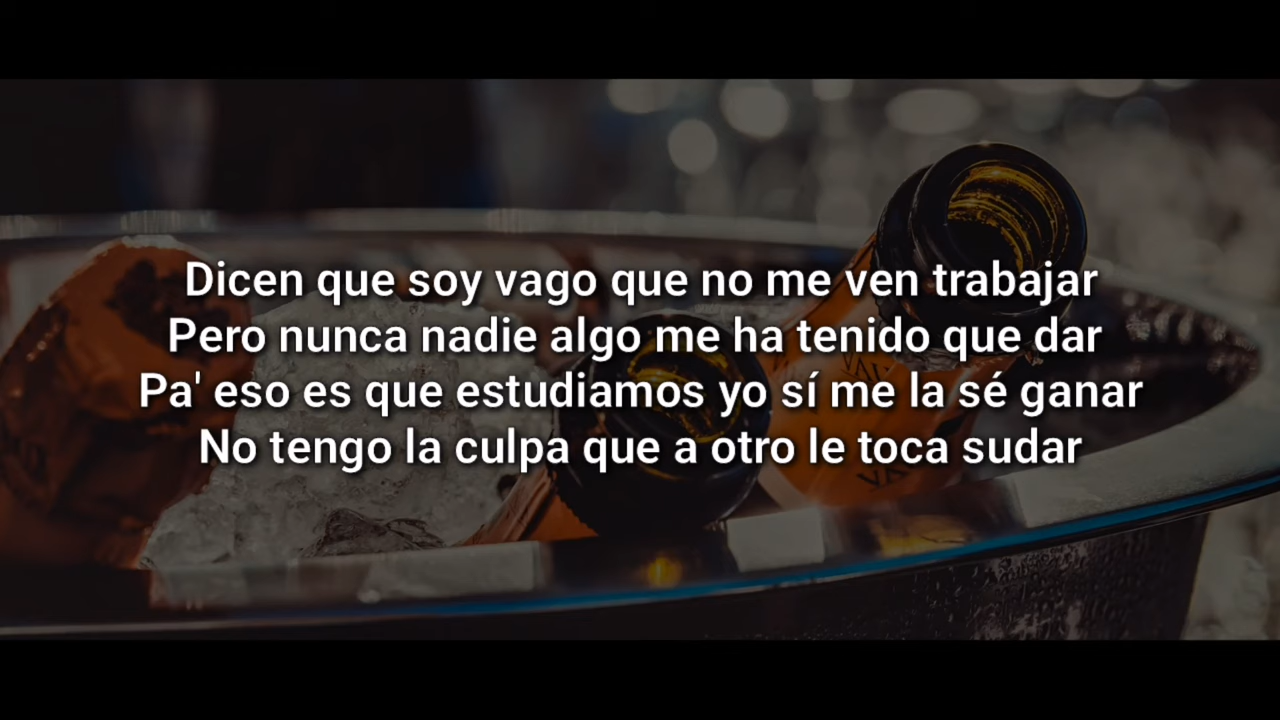 Dicen que soy vago que no me ven trabajar
Pero nunca nadie algo me ha tenido que dar
Pa' eso es que estudiamos yo sí me la sé ganar
No tengo la culpa que a otro le toca sudar